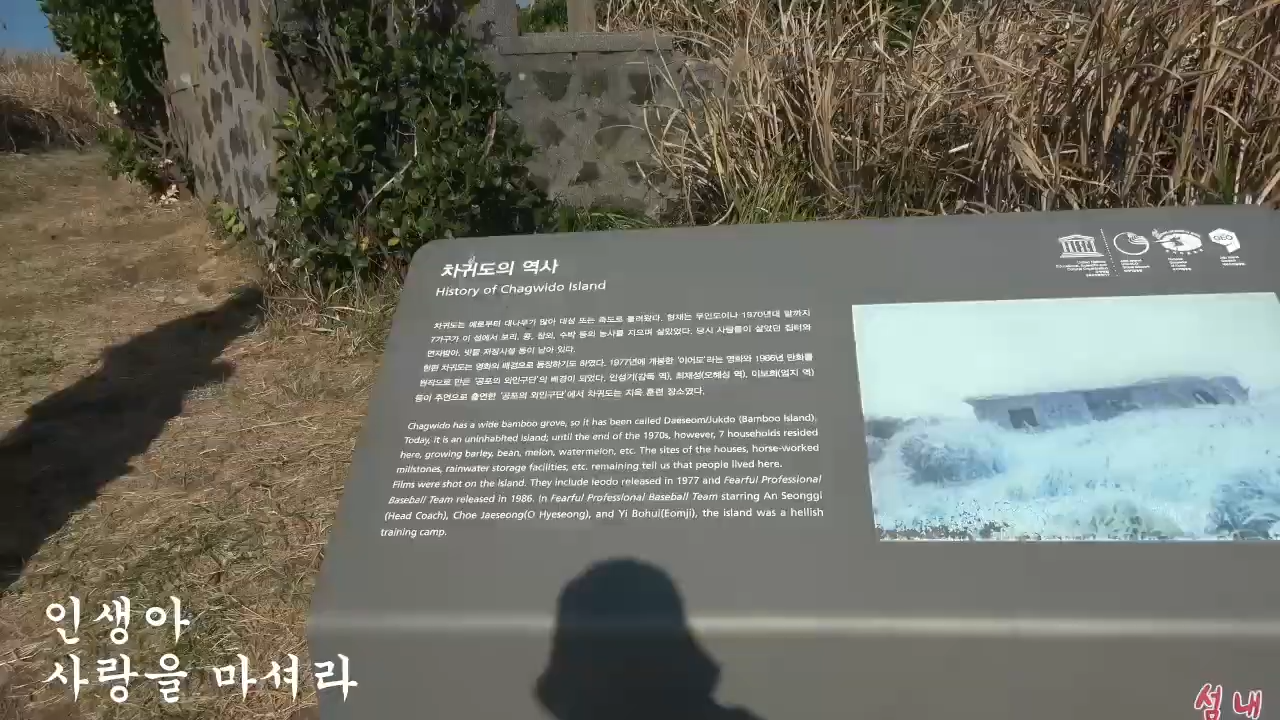 차귀도의 역사
History of Chagwido Island
차귀도는 예로부터 대나무가 많아 대섬 또는 죽도로 불려왔다. 현재는 무인도이나 1970년대 말까지
7가구가 이 섬에서 보리, 콩, 참외, 수박 등의 농사를 지으며 살았었다. 당시 사람들이 살았던 집터와
연자방아, 빗물 저장시설 등이 남아 있다.
한편 차귀도는 영화의 배경으로 등장하기도 하였다. 1977년에 개봉한 '이어도'라는 영화와 1986년 만화를
원작으로 만든 '공포의 외인구단'의 배경이 되었다. 안성기(감독 역), 최재성(오혜성 역), 이보희(엄지 역)
등이 주연으로 출연한 '공포의 외인구단'에서 차귀도는 지옥 훈련 장소였다.
Chagwido has a wide bamboo grove, so it has been called Daeseom/Jukdo (Bamboo Island).
Today, it is an uninhabited island; until the end of the 1970s, however, 7 households resided
here, growing barley, bean, melon, watermelon, etc. The sites of the houses, horse-worked
millstones, rainwater storage facilities, etc. remaining tell us that people lived here.
Films were shot on the island. They include Ieodo released in 1977 and Fearful Professional
Baseball Team released in 1986. In Fearful Professional Baseball Team starring An Seonggi
(Head Coach), Choe Jaeseong(O Hyeseong), and Yi Bohui(Eomji), the island was a hellish
training camp.
GEO
인생아
사랑을 마셔라
섬 내